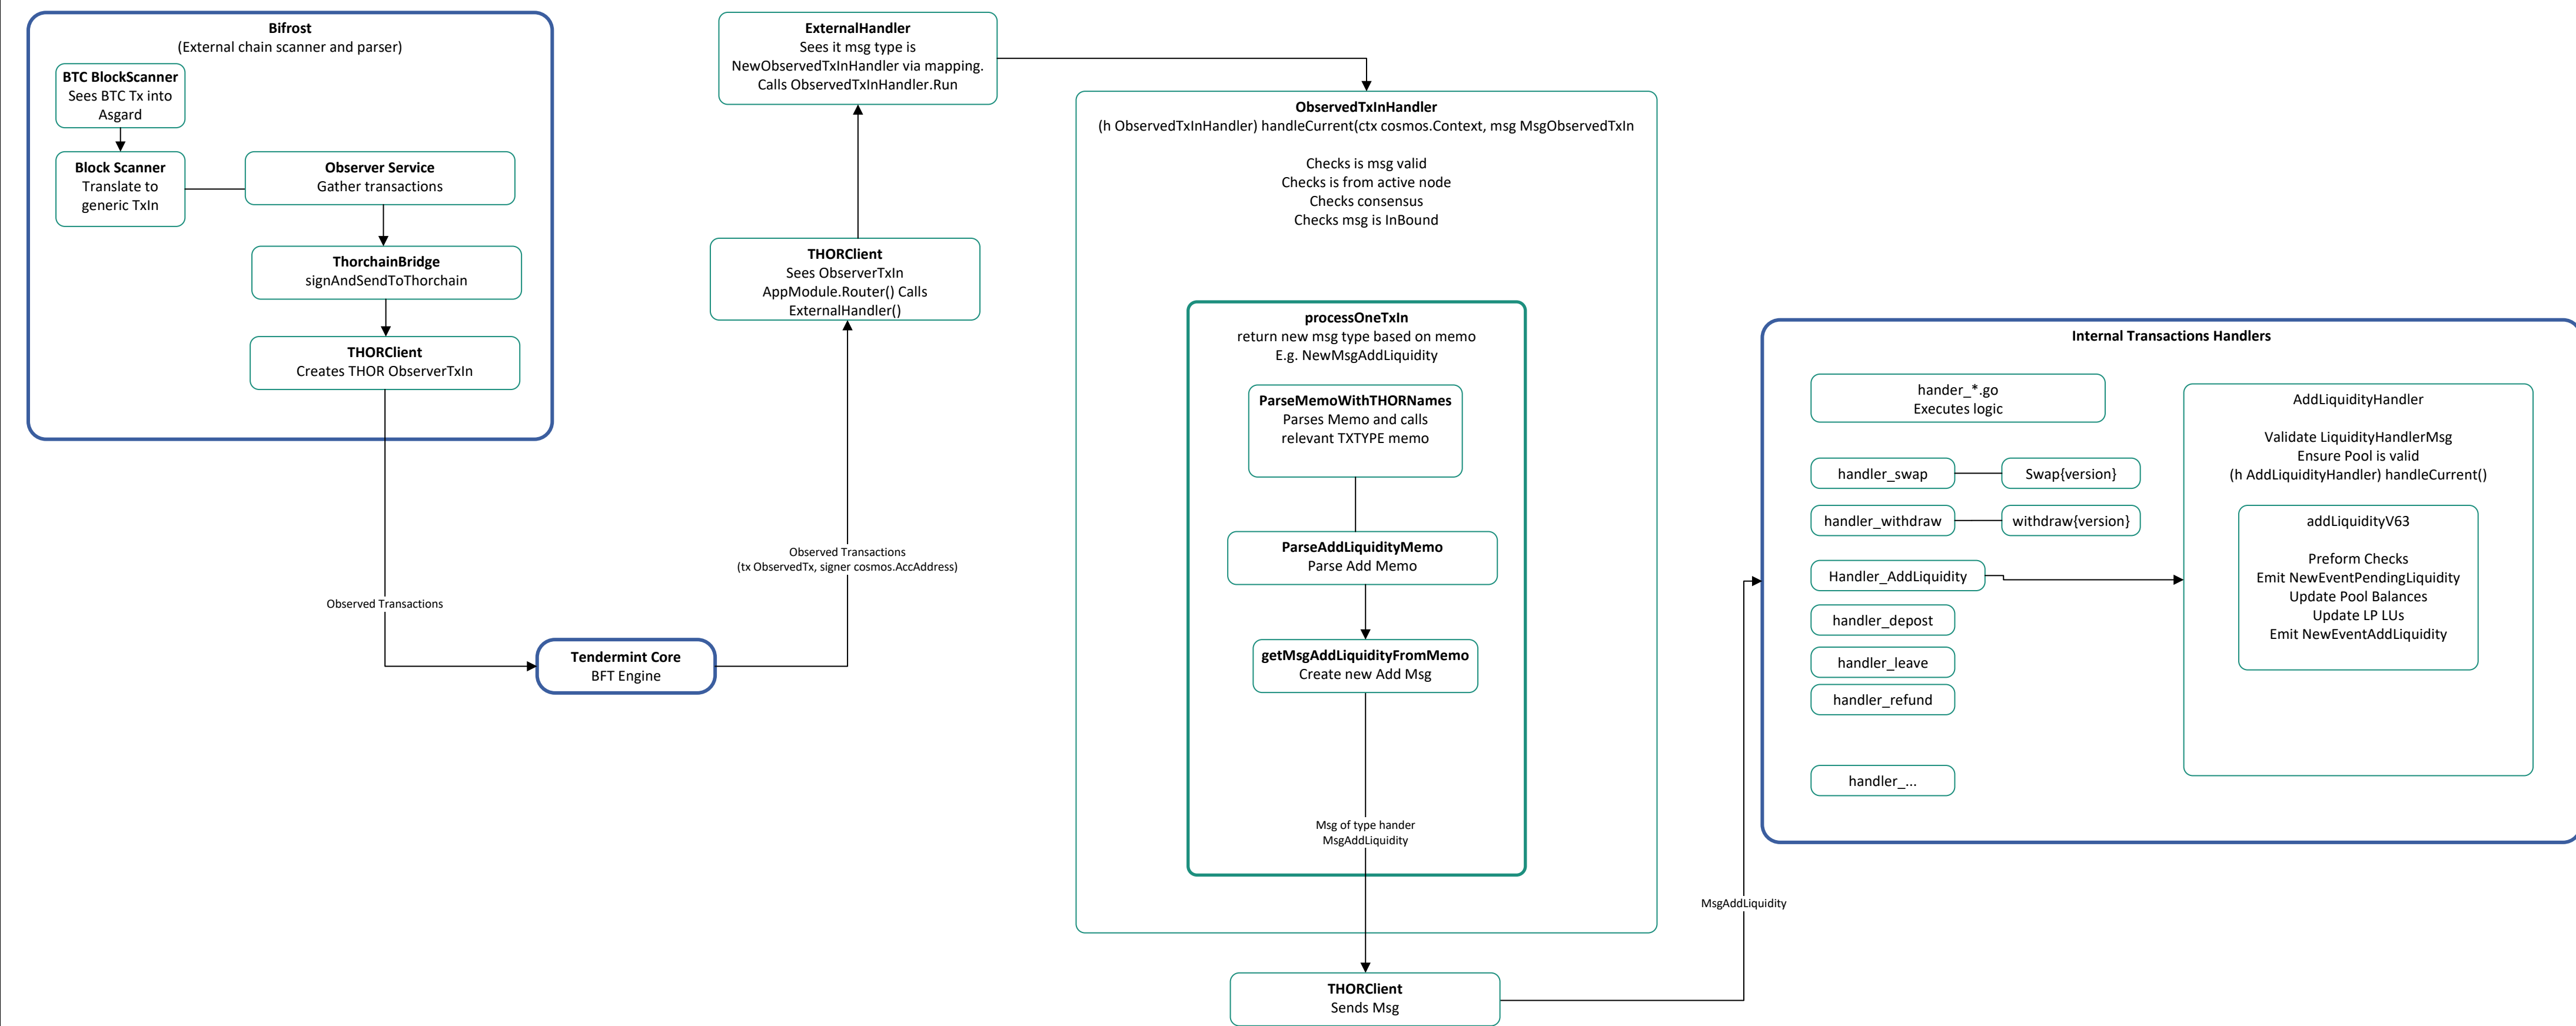 Bifrost
(External chain scanner and parser)
BTC BlockScanner
Sees BTC Tx into
Asgard
Block Scanner
Translate to
generic TxIn
Observer Service
Gather transactions
ThorchainBridge
signAndSendToThorchain
THORClient
Creates THOR ObserverTxIn
Observed Transactions
Tendermint Core
BFT Engine
Observed Transactions
(tx ObservedTx, signer cosmos.AccAddress)
THORClient
Sees ObserverTxIn
AppModule.Router() Calls
ExternalHandler()
ExternalHandler
Sees it msg type is
NewObservedTxInHandler via mapping.
Calls ObservedTxInHandler.Run
ObservedTxInHandler
(h ObservedTxInHandler) handleCurrent(ctx cosmos.Context, msg MsgObservedTxIn
Checks is msg valid
Checks is from active node
Checks consensus
Checks msg is InBound
processOneTxIn
return new msg type based on memo
E.g. NewMsgAddLiquidity
ParseMemoWithTHORNames
Parses Memo and calls
relevant TXTYPE memo
ParseAddLiquidityMemo
Parse Add Memo
getMsgAddLiquidityFromMemo
Create new Add Msg
Msg of type hander
MsgAddLiquidity
THORClient
Sends Msg
MsgAddLiquidity
Internal Transactions Handlers
hander_*.go
Executes logic
handler_swap
Swap{version}
handler_withdraw
withdraw{version}
Handler_AddLiquidity
handler_depost
handler_leave
handler_refund
handler_...
AddLiquidityHandler
Validate LiquidityHandlerMsg
Ensure Pool is valid
(h AddLiquidityHandler) handleCurrent()
addLiquidityV63
Preform Checks
Emit NewEventPendingLiquidity
Update Pool Balances
Update LP LUs
Emit NewEventAddLiquidity